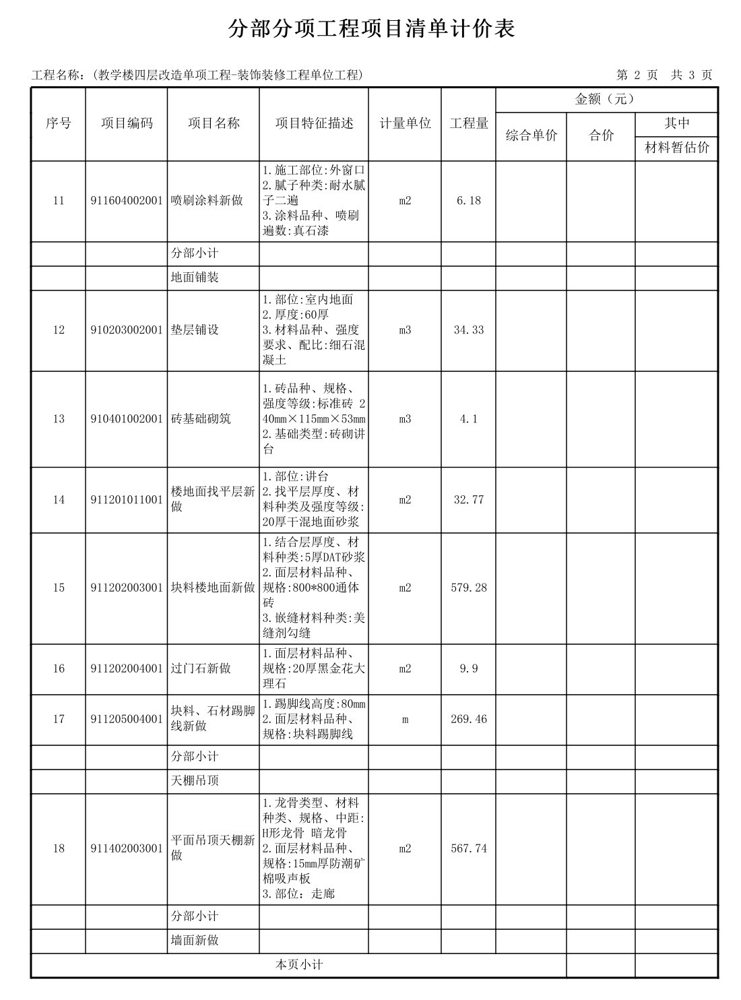 分部分项工程项目清单计价表
工程名称：(教学楼四层改造单项工程-装饰装修工程单位工程) 第 2 页 共 3 页
序号 项目编码 项目名称 项目特征描述 计量单位 工程量 金额（元）
综合单价 合价 其中
材料暂估价
11 911604002001 喷刷涂料新做 m2 6.18
1.施工部位:外窗口
2.腻子种类:耐水腻
子二遍
3.涂料品种、喷刷
遍数:真石漆
分部小计
地面铺装
12 910203002001 垫层铺设 m3 34.33
1.部位:室内地面
2.厚度:60厚
3.材料品种、强度
要求、配比:细石混
凝土
13 910401002001 砖基础砌筑 m3 4.1
1.砖品种、规格、
强度等级:标准砖 2
40mm×115mm×53mm
2.基础类型:砖砌讲
台
14 911201011001 楼地面找平层新
做 m2 32.77
1.部位:讲台
2.找平层厚度、材
料种类及强度等级:
20厚干混地面砂浆
15 911202003001 块料楼地面新做 m2 579.28
1.结合层厚度、材
料种类:5厚DAT砂浆
2.面层材料品种、
规格:800*800通体
砖
3.嵌缝材料种类:美
缝剂勾缝
16 911202004001 过门石新做 m2 9.9
1.面层材料品种、
规格:20厚黑金花大
理石
17 911205004001 块料、石材踢脚
线新做 m 269.46
1.踢脚线高度:80mm
2.面层材料品种、
规格:块料踢脚线
分部小计
天棚吊顶
18 911402003001 平面吊顶天棚新
做 m2 567.74
1.龙骨类型、材料
种类、规格、中距:
H形龙骨 暗龙骨
2.面层材料品种、
规格:15mm厚防潮矿
棉吸声板
3.部位：走廊
分部小计
墙面新做
本页小计